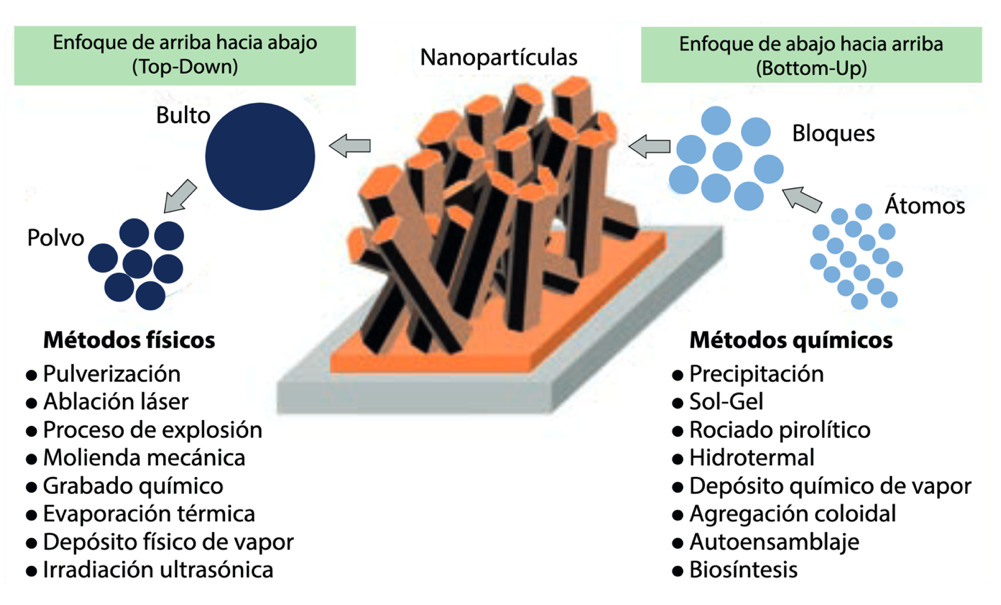 Enfoque de arriba hacia abajo
(Top-Down)
Nanopartículas
Enfoque de abajo hacia arriba
(Bottom-Up)
Bulto
Bloques
Átomos
Polvo
Métodos físicos
● Pulverización
● Ablación láser
● Proceso de explosión
● Molienda mecánica
● Grabado químico
● Evaporación térmica
● Depósito físico de vapor
● Irradiación ultrasónica
Métodos químicos
● Precipitación
● Sol-Gel
● Rociado pirolítico
● Hidrotermal
● Depósito químico de vapor
● Agregación coloidal
● Autoensamblaje
● Biosíntesis